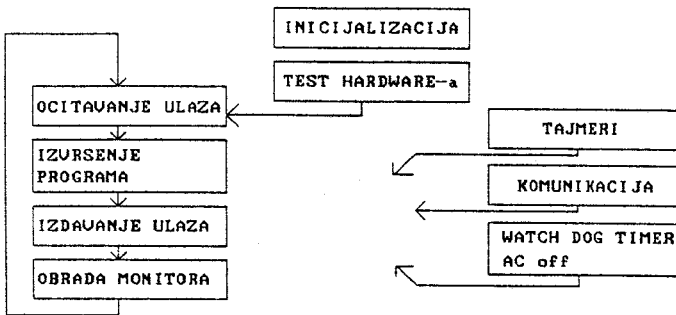 INICIJALIZACIJA
TEST HARDWARE-a
OCITAVANJE ULAZA
IZVRSENJE
PROGRAMA
IZDAVANJE ULAZA
OBRADA MONITORA
TAJMERI
KOMUNIKACIJA
WATCH DOG TIMER
AC off